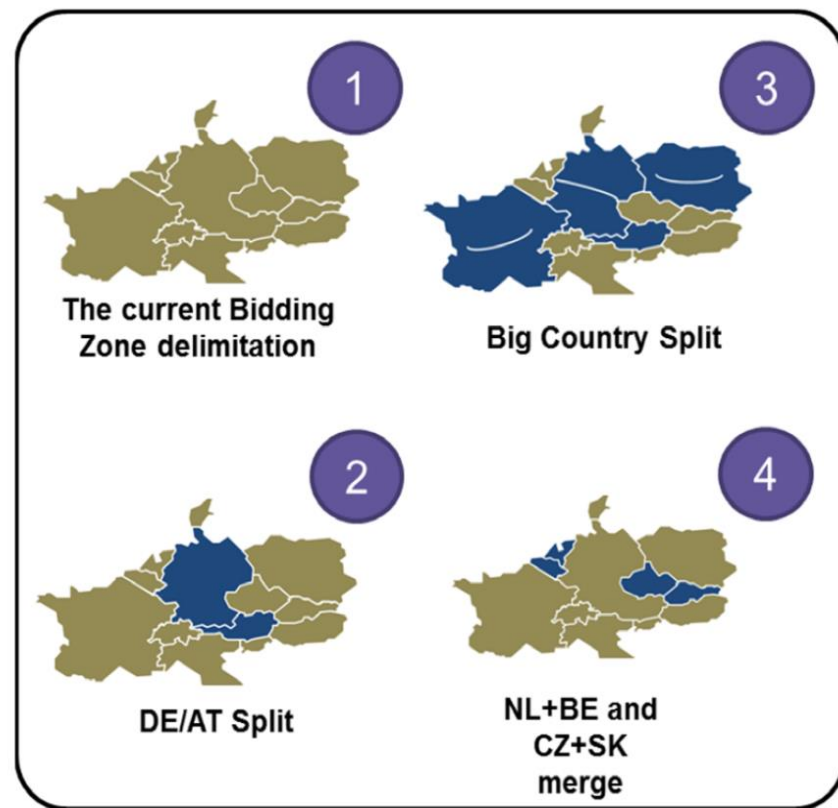 1
The current Bidding
Zone delimitation
3
Big Country Split
2
DE/AT Split
4
NL+BE and
CZ+SK
merge